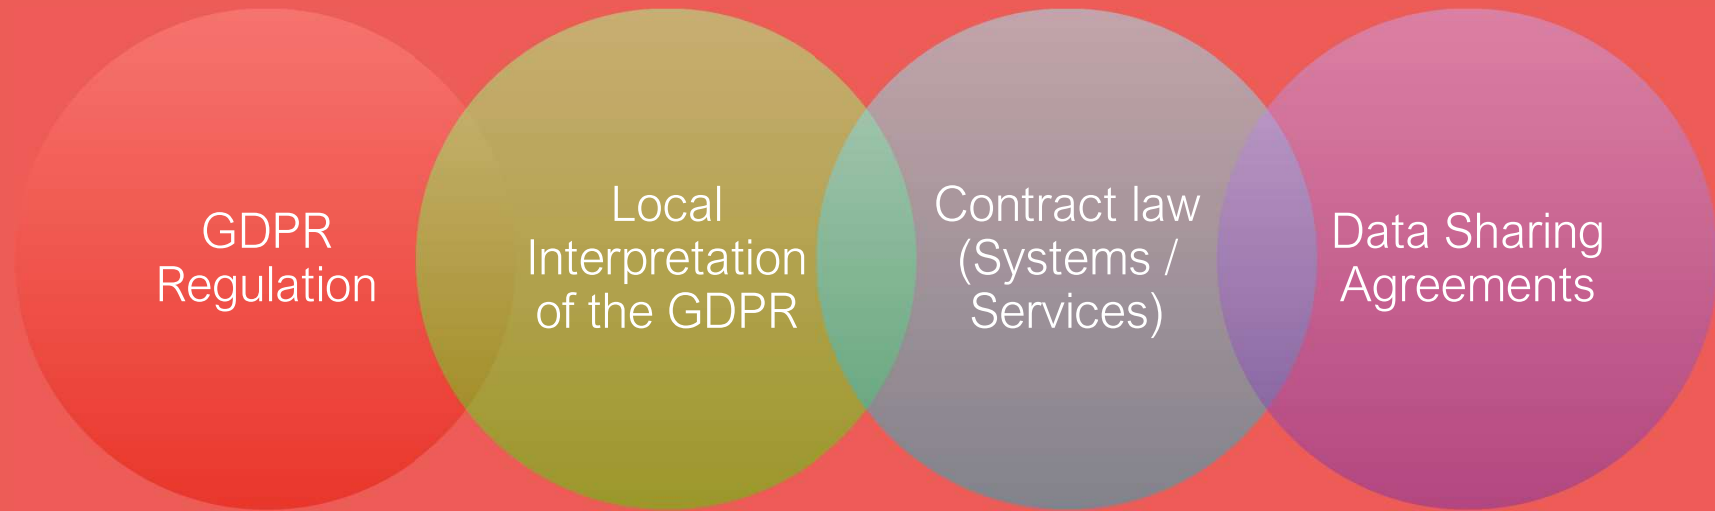 GDPR
Regulation
Local
Interpretation
of the GDPR
Contract law
(Systems /
Services)
Data Sharing
Agreements